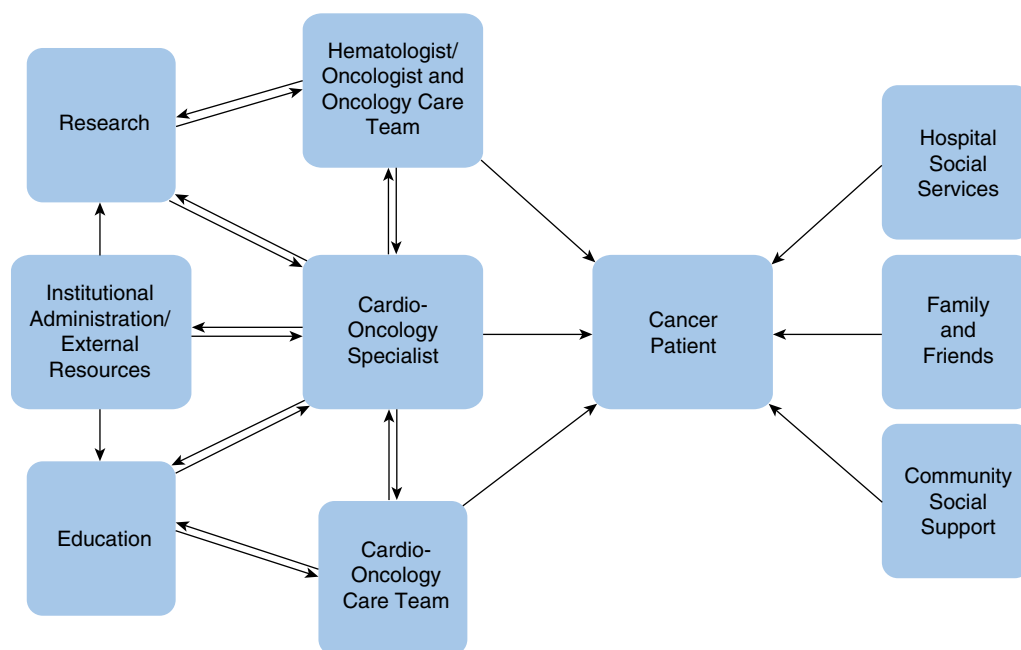 Research
Hematologist/
Oncologist and
Oncology Care
Team
Hospital
Social
Services
Institutional
Administration/
External
Resources
Cardio-
Oncology
Specialist
Cancer
Patient
Family
and
Friends
Education
Cardio-
Oncology
Care Team
Community
Social
Support